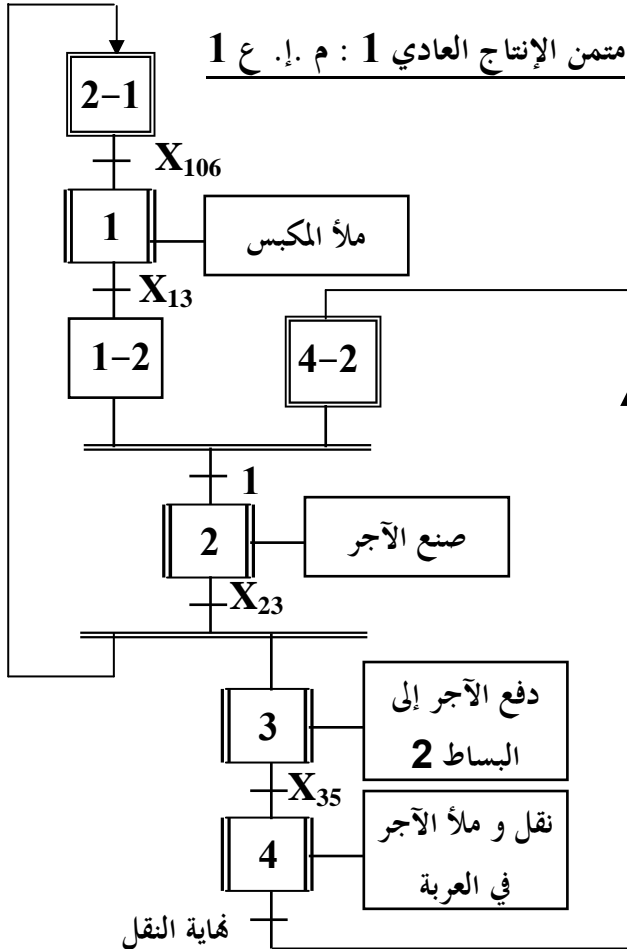 متمن الإنتاج العادي 1 : م .إ. ع 1
2-1
X106
1
ملأ المكبس
X13
1-2
4-2
1
2
صنع الآجر
X23
3
دفع الآجر إلى
البساط 2
X35
4
نقل و ملأ الآجر
في العربة
نهاية النقل